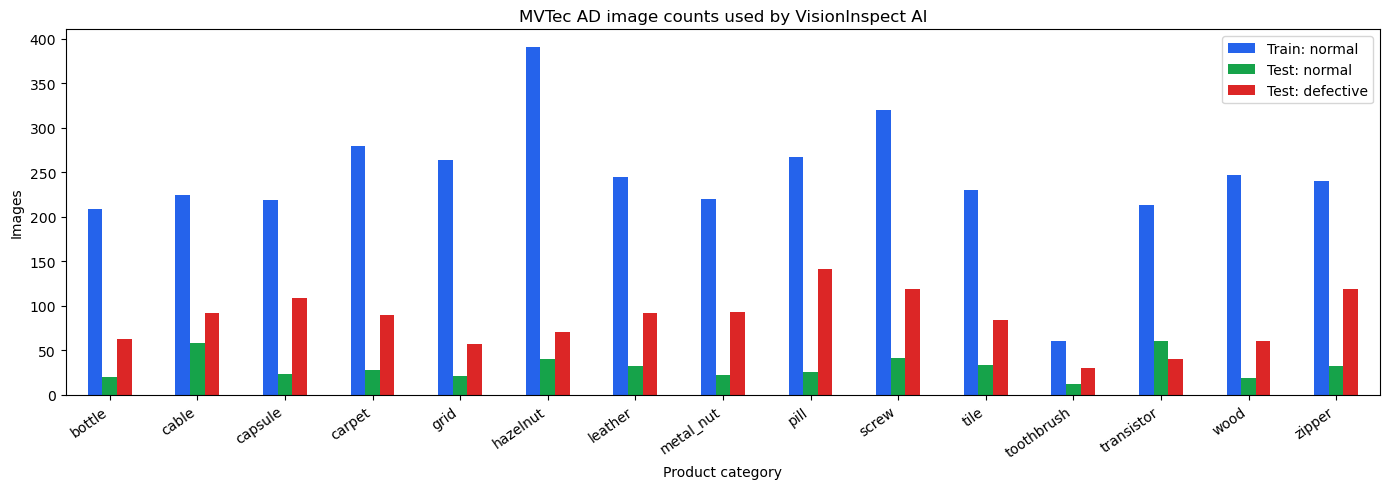 MVTec AD image counts used by VisionInspect AI
Train: normal
Test: normal
Test: defective
400
350
300
250
200
150
100
50
0
Images
bottle
cable
capsule
carpet
grid
hazelnut
leather
metal_nut
pill
screw
tile
toothbrush
transistor
wood
zipper
Product category